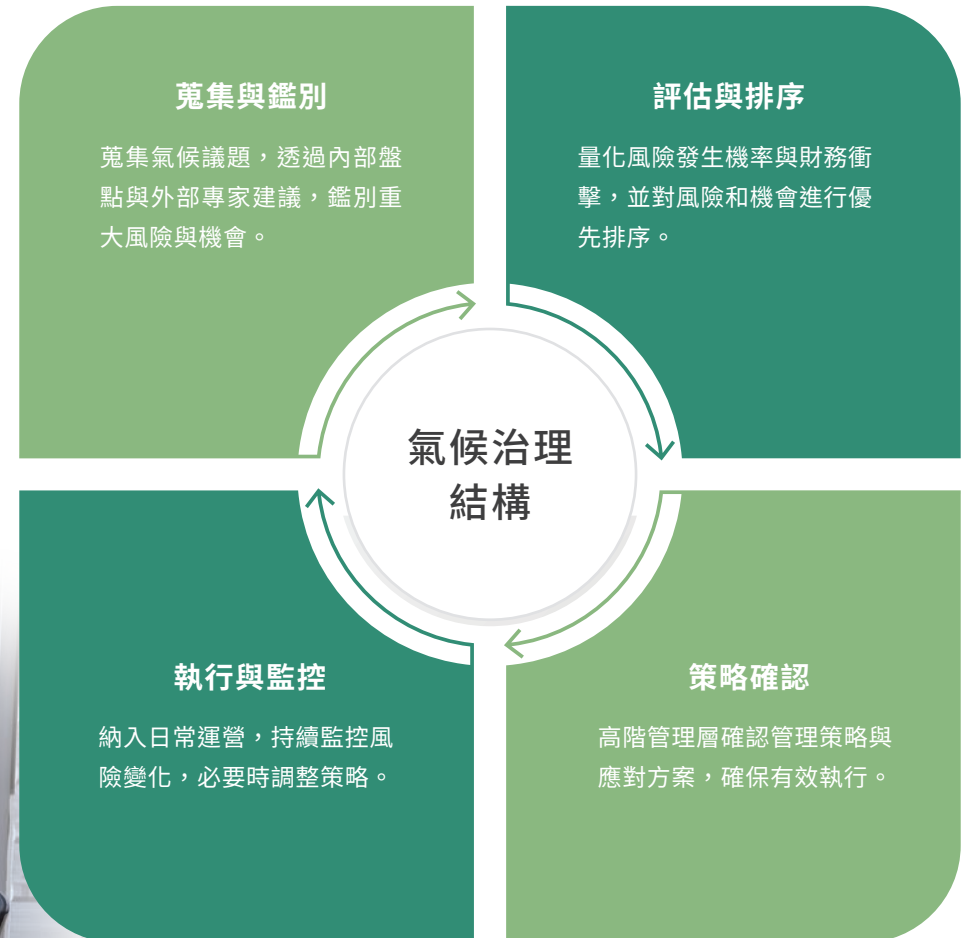 蒐集與鑑別
蒐集氣候議題，透過內部盤
點與外部專家建議，鑑別重
大風險與機會。
評估與排序
量化風險發生機率與財務衝
擊，並對風險和機會進行優
先排序。
氣候治理
結構
執行與監控
納入日常運營，持續監控風
險變化，必要時調整策略。
策略確認
高階管理層確認管理策略與
應對方案，確保有效執行。